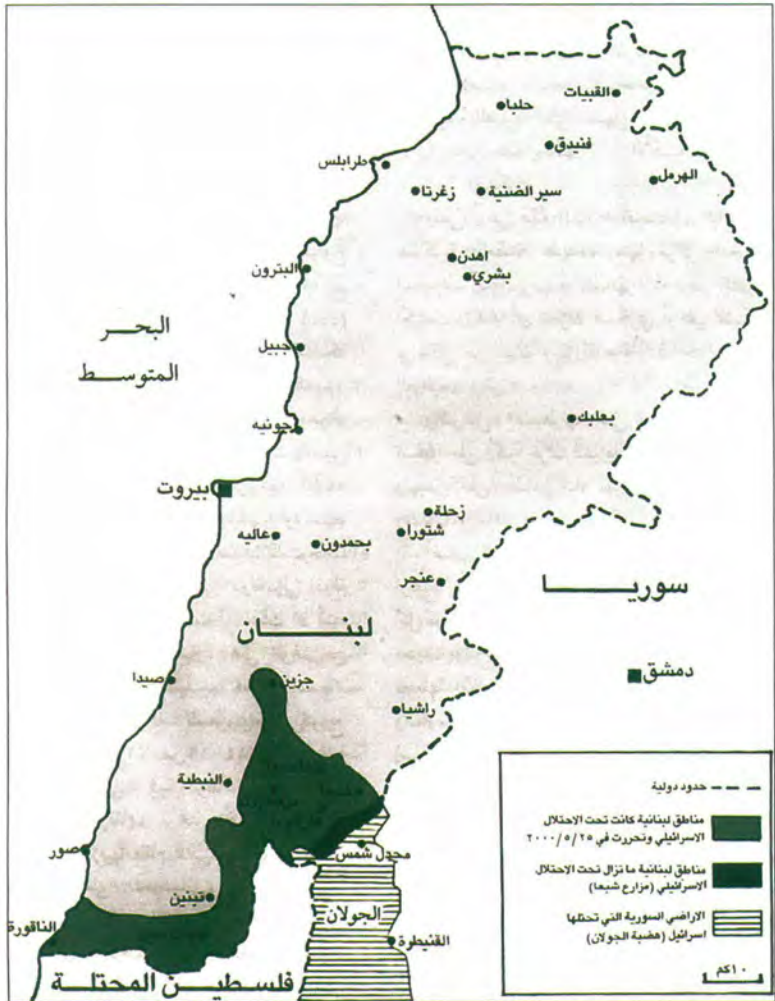 القبيات
حلبا
فنيدق
طرابلس
الهرمل
زغرتا
سير الضنية
اهدن
البترون
بشري
البحر
المتوسط
جبيل
بعلبك
جونيه
بيروت
زحلة
شتورا
عاليه
بحمدون
عنجر
سوريا
لبنان
دمشق
صيدا
جزين
راشيا
النبطية
صور
مجدل شمس
تبنين
الجولان
الناقورة
القنيطرة
فلسطين المحتلة
حدود دولية
مناطق لبنانية كانت تحت الاحتلال
الاسرائيلي وتحررت في ٢٠٠٠/٥/٢٥
مناطق لبنانية ما تزال تحت الاحتلال
الاسرائيلي (مزارع شبعا)
الاراضي السورية التي تحتلها
اسرائيل (هضبة الجولان)
١٠ كم